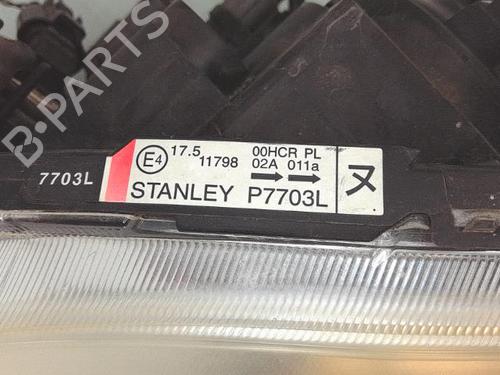 B-PARTS
7703L
E4 17.5 11798 00HCR PL
02A 011a
STANLEY P7703L
ヌ